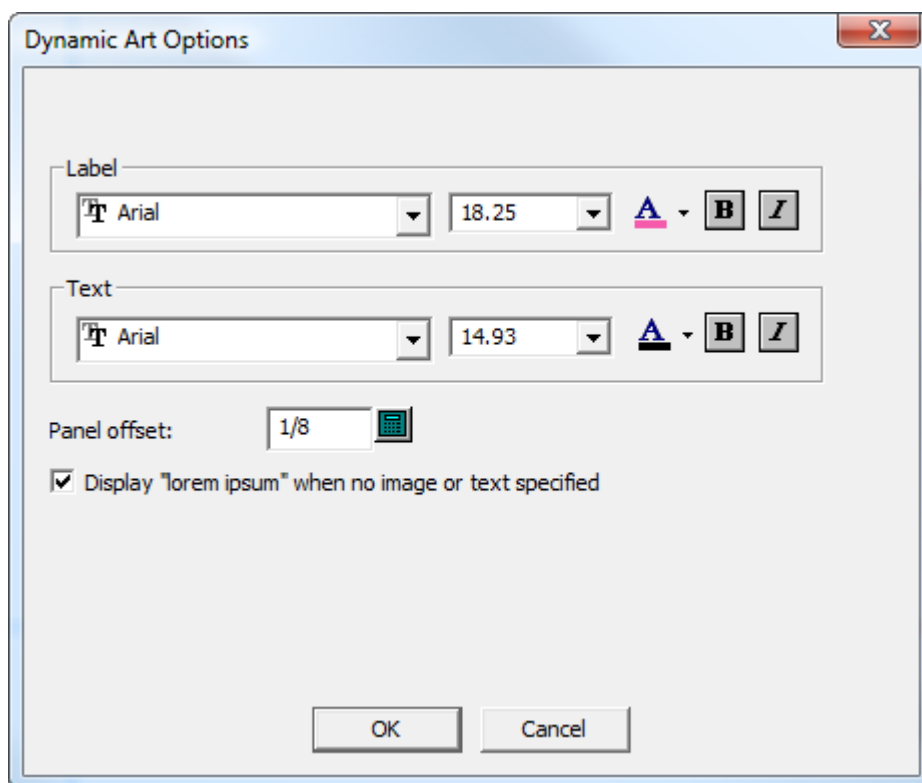 Dynamic Art Options
Label
Arial 18.25 A B I
Text
Arial 14.93 A B I
Panel offset: 1/8
Display "lorem ipsum" when no image or text specified
OK Cancel